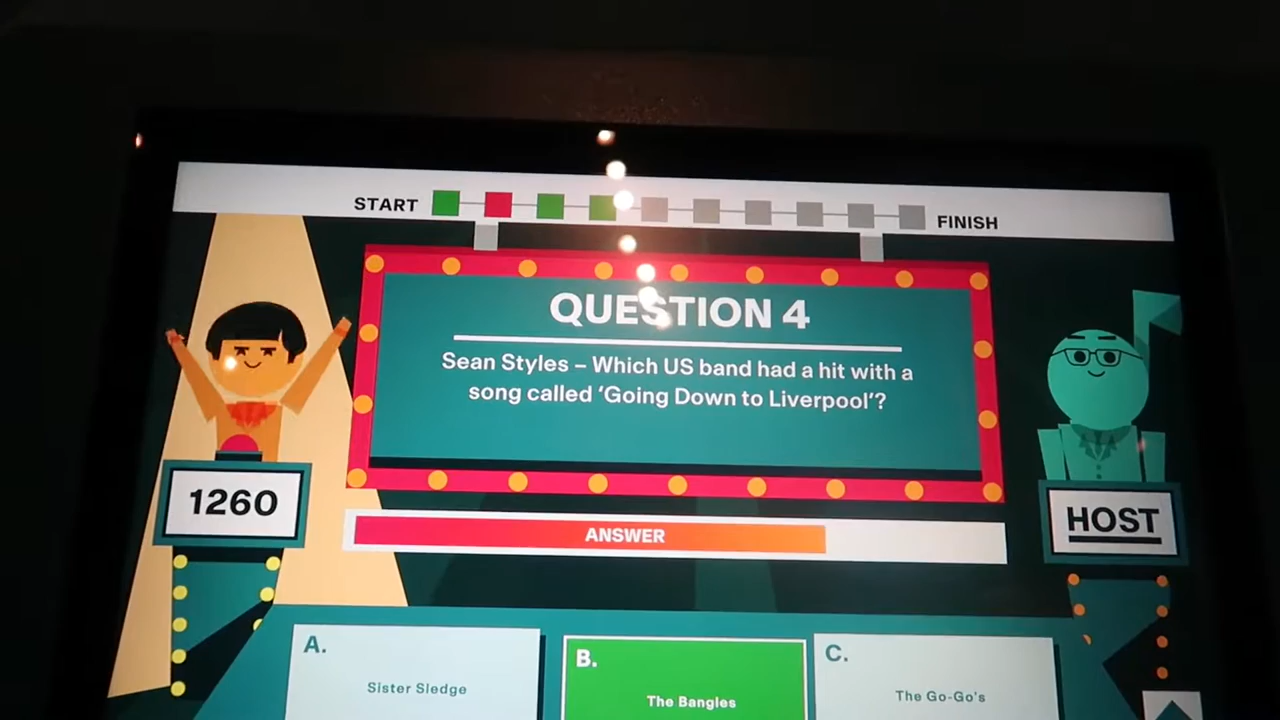 START
FINISH
QUESTION 4
Sean Styles – Which US band had a hit with a
song called ‘Going Down to Liverpool’?
1260
HOST
ANSWER
A.
Sister Sledge
B.
The Bangles
C.
The Go-Go's